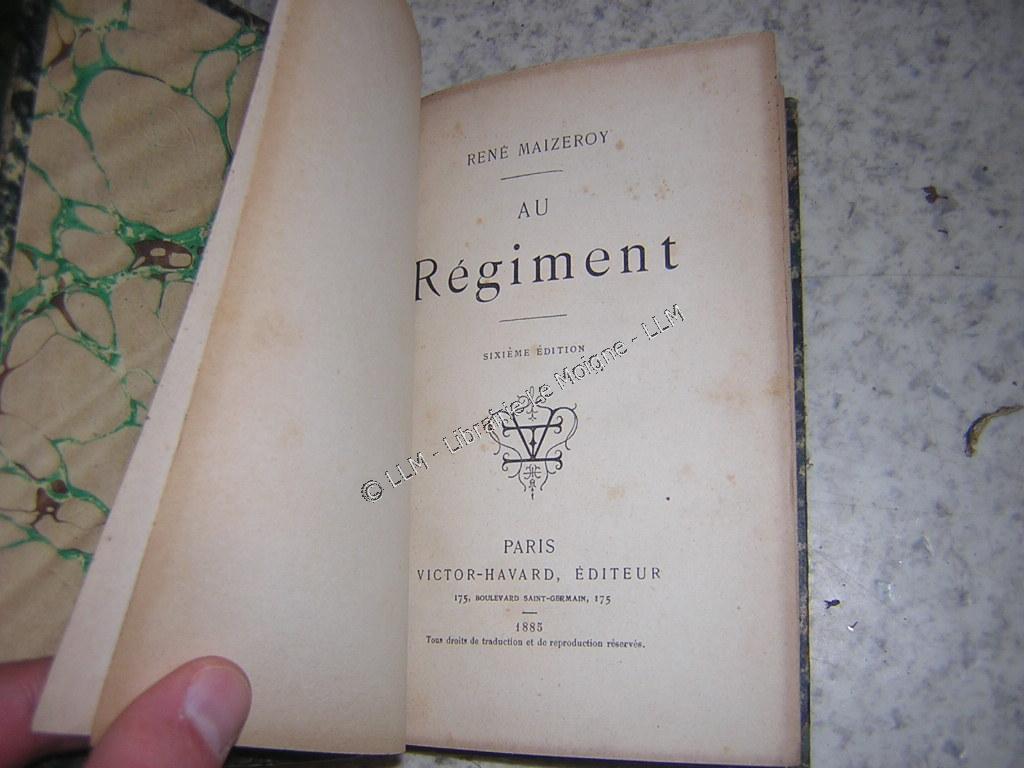 RENÉ MAIZEROY
AU
Régiment
SIXIÈME ÉDITION
© LLM - Librairie Le Moigne - LLM
PARIS
VICTOR-HAVARD, ÉDITEUR
175, BOULEVARD SAINT-GERMAIN, 175
1885
Tous droits de traduction et de reproduction réservés.